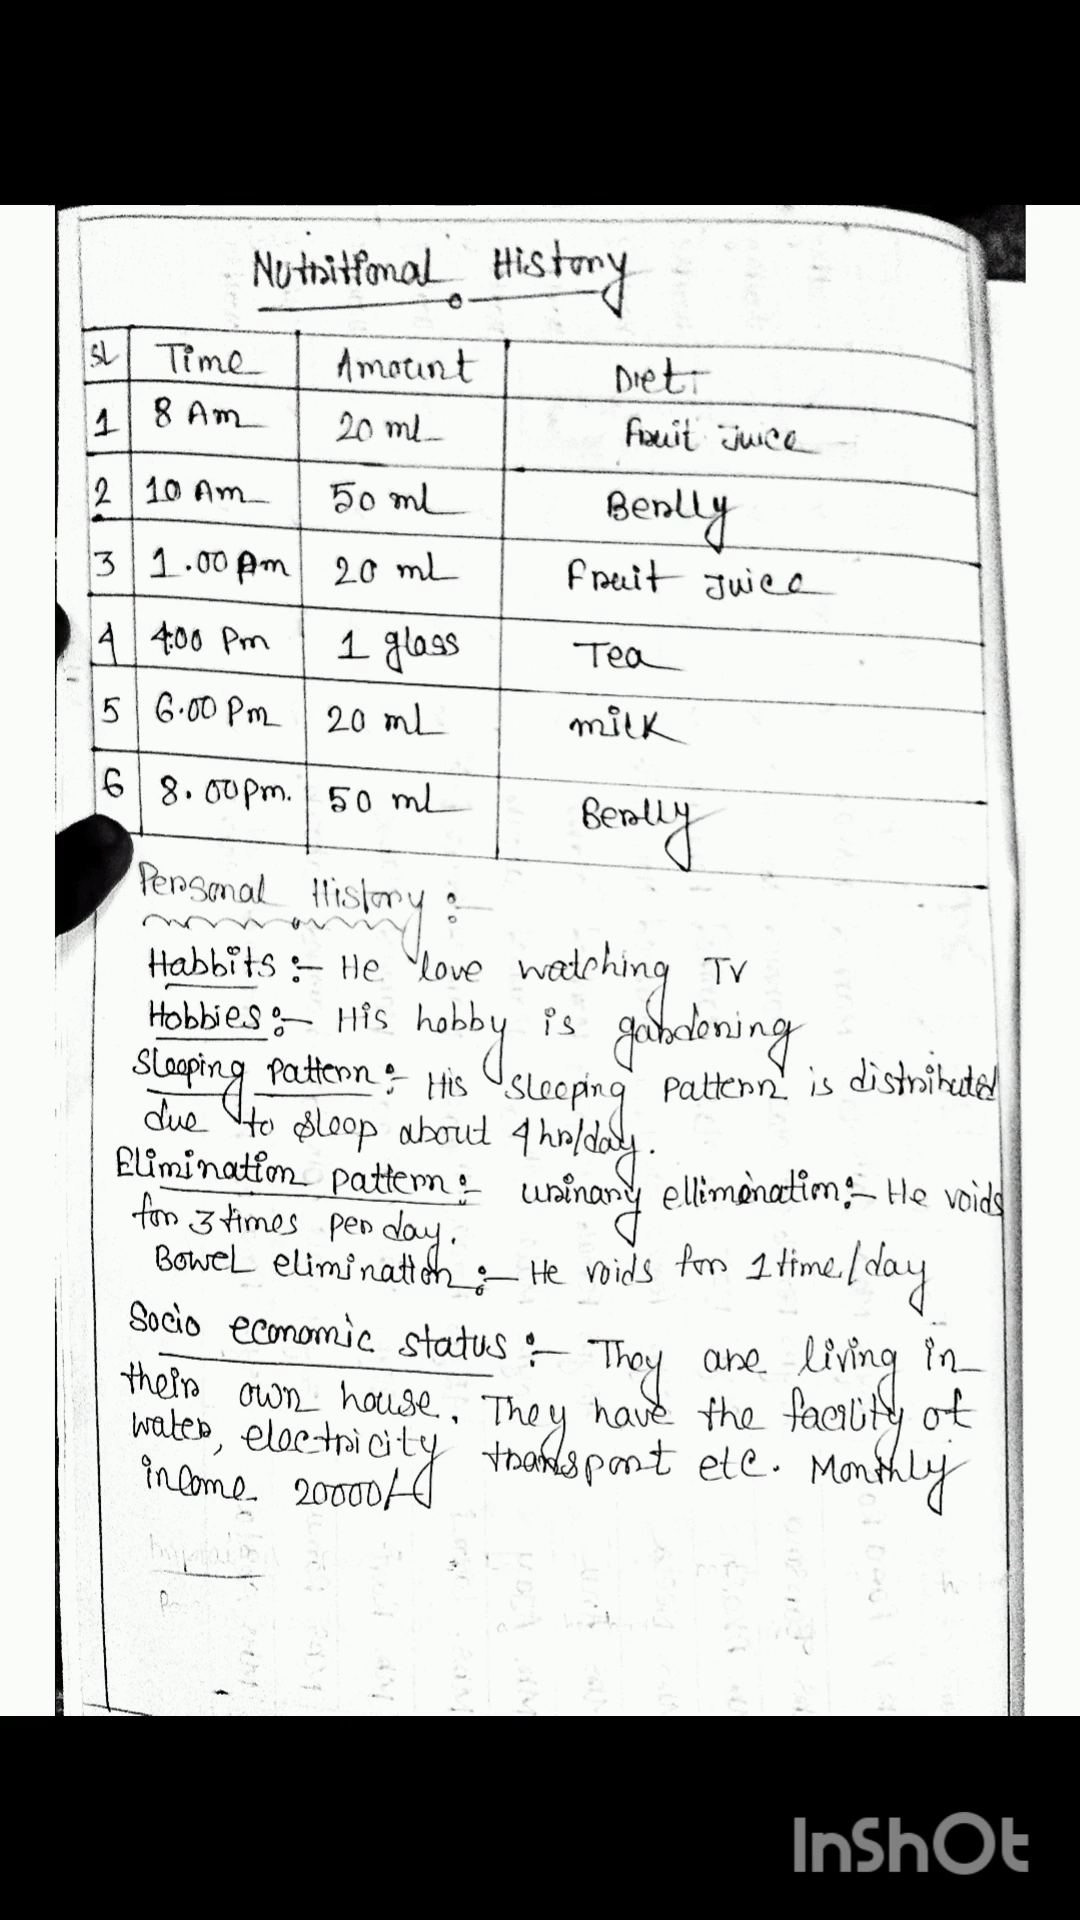 Nutritional History
SL Time Amount Diet
1 8 Am 20 ml Fruit Juice
2 10 Am 50 ml Berlly
3 1.00 Am 20 ml Fruit Juice
4 4:00 Pm 1 glass Tea
5 6.00 Pm 20 ml milk
6 8.00 pm. 50 ml Berlly
Personal History :-
Habbits :- He love watching TV
Hobbies :- His hobby is gardening
Sleeping pattern :- His sleeping pattern is distributed
due to sleep about 4 hr/day.
Elimination pattern :- urinary ellimination :- He voids
for 3 times per day.
Bowel elimination :- He voids for 1 time/day
Socio economic status :- They are living in
their own house. They have the facility of
water, electricity transport etc. Monthly
income 20000/-
InShOt